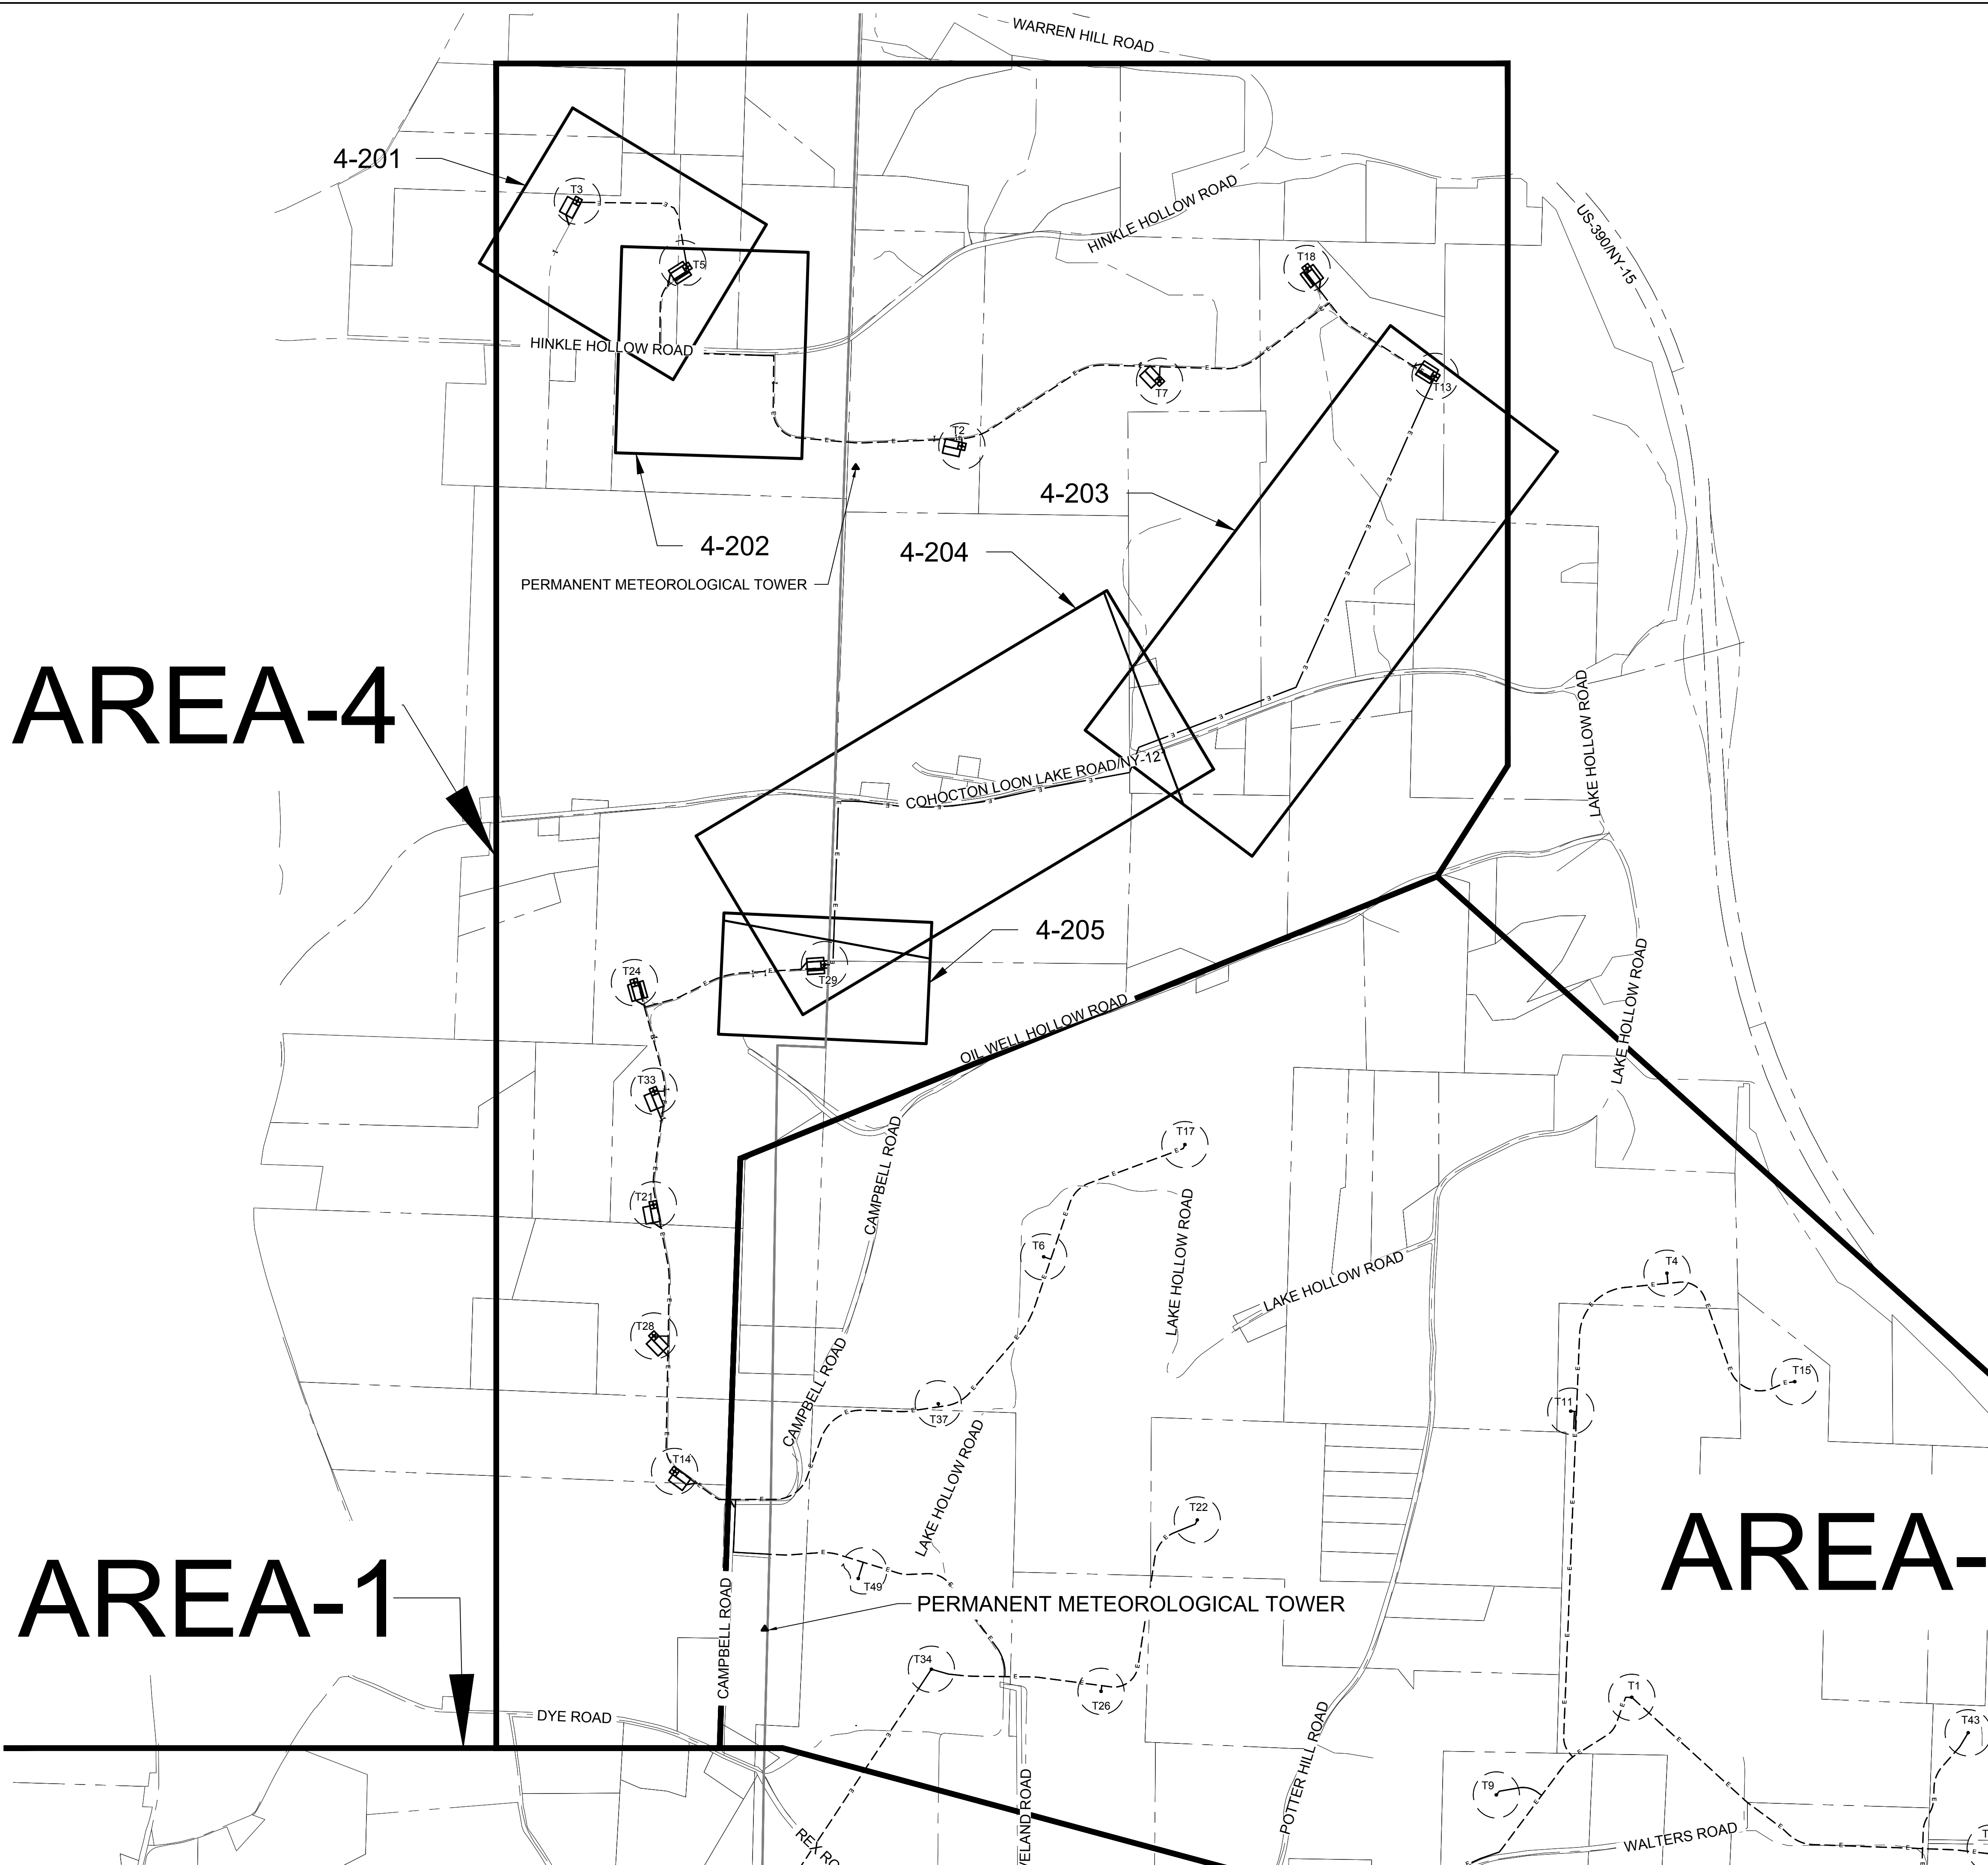 WARREN HILL ROAD
4-201
T3
HINKLE HOLLOW ROAD
US-390/NY-15
T5
T18
HINKLE HOLLOW ROAD
T7
T13
T2
4-203
4-202
4-204
PERMANENT METEOROLOGICAL TOWER
AREA-4
LAKE HOLLOW ROAD
COHOCTON LOON LAKE ROAD/NY-121
4-205
T24
T29
LAKE HOLLOW ROAD
OIL WELL HOLLOW ROAD
T33
CAMPBELL ROAD
T17
T21
LAKE HOLLOW ROAD
T6
LAKE HOLLOW ROAD
T4
T28
CAMPBELL ROAD
T15
T11
T37
LAKE HOLLOW ROAD
T14
T22
AREA-
AREA-1
T49
PERMANENT METEOROLOGICAL TOWER
CAMPBELL ROAD
T34
T26
T1
DYE ROAD
T43
POTTER HILL ROAD
T9
VELAND ROAD
REX RO
WALTERS ROAD
T